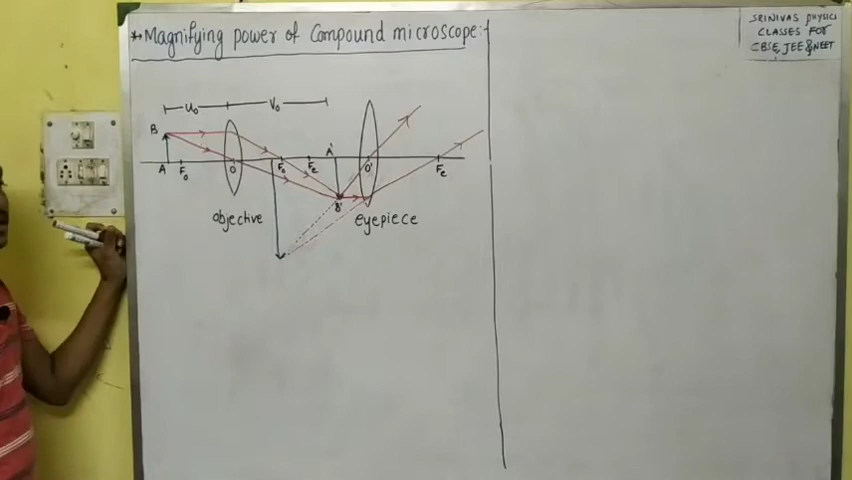 * Magnifying power of Compound microscope:-
SRINIVAS PHYSICS
CLASSES FOR
CBSE, JEE & NEET
u₀
V₀
B
A'
A
F₀
O
F₀
Fe
O'
Fe
B'
objective
eyepiece